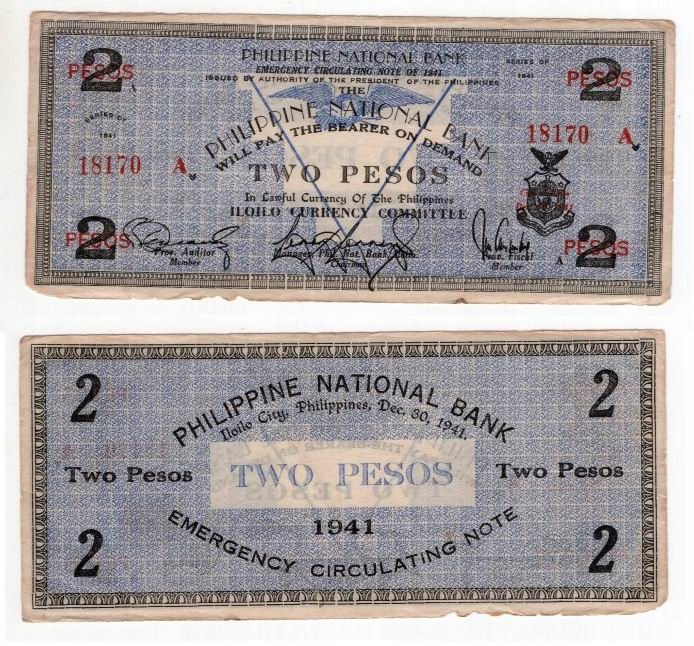 2 PESOS
PHILIPPINE NATIONAL BANK
EMERGENCY CIRCULATING NOTE OF 1941
ISSUED BY AUTHORITY OF THE PRESIDENT OF THE PHILIPPINES
SERIES OF
1941
2 PESOS
THE
PHILIPPINE NATIONAL BANK
WILL PAY THE BEARER ON DEMAND
SERIES OF
1941
18170 A
18170 A
TWO PESOS
In Lawful Currency Of The Philippines
ILOILO CURRENCY COMMITTEE
2 PESOS
Prov. Auditor
Member
Manager, Phil. Nat. Bank, Iloilo
Chairman
Prov. Fiscal
Member
A
2 PESOS
2
PHILIPPINE NATIONAL BANK
2
Iloilo City, Philippines, Dec. 30, 1941.
Two Pesos
TWO PESOS
Two Pesos
1941
EMERGENCY CIRCULATING NOTE
2
2